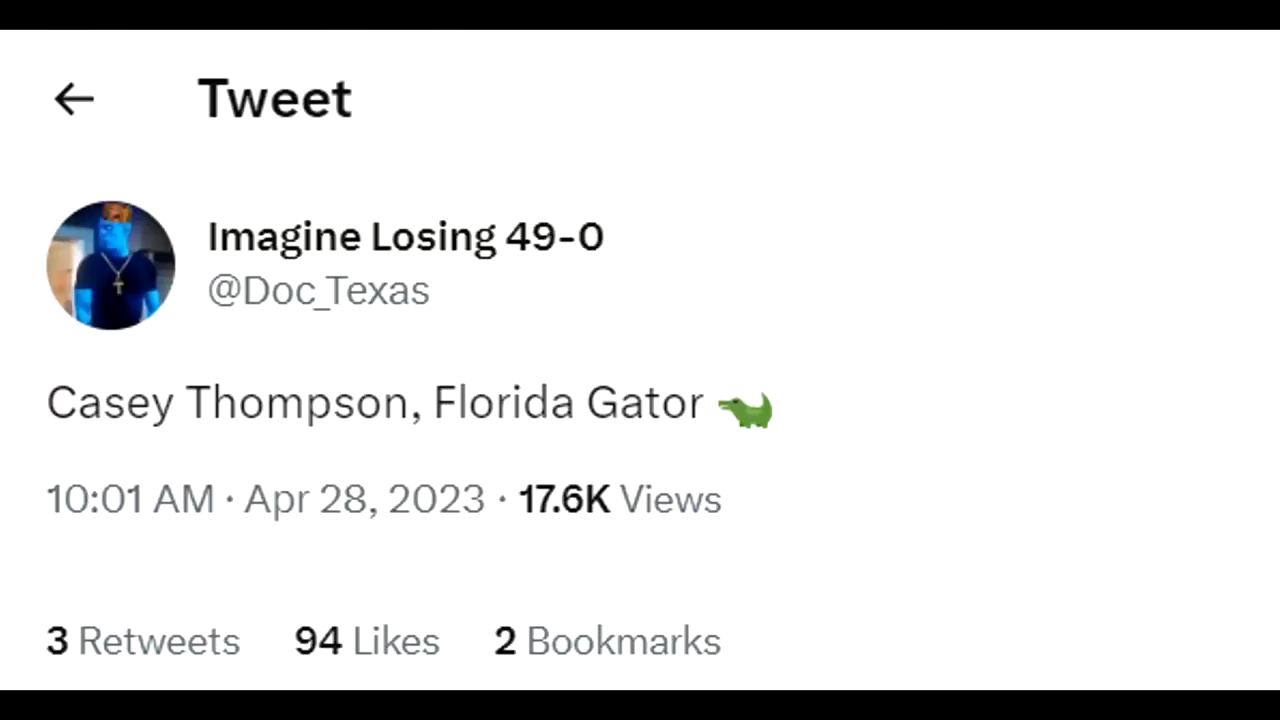 Tweet
Imagine Losing 49-0
@Doc_Texas
Casey Thompson, Florida Gator 🐊
10:01 AM · Apr 28, 2023 · 17.6K Views
3 Retweets 94 Likes 2 Bookmarks